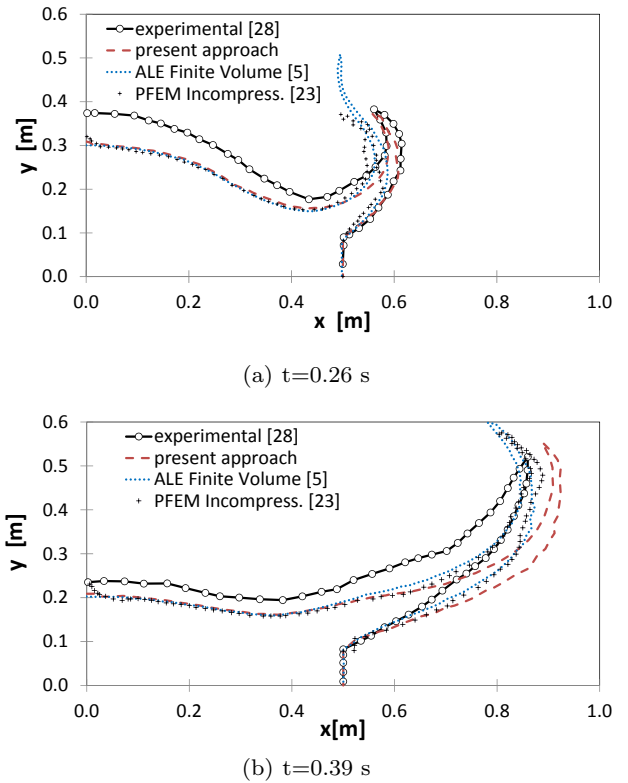 0.6
0.5
0.4
0.3
0.2
0.1
0.0
y [m]
experimental [28]
present approach
ALE Finite Volume [5]
PFEM Incompress. [23]
0.0 0.2 0.4 0.6 0.8 1.0
x [m]
(a) t=0.26 s
0.6
0.5
0.4
0.3
0.2
0.1
0.0
y [m]
experimental [28]
present approach
ALE Finite Volume [5]
PFEM Incompress. [23]
0.0 0.2 0.4 0.6 0.8 1.0
x[m]
(b) t=0.39 s